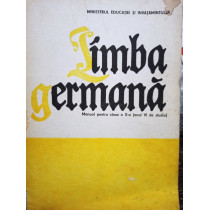 MINISTERUL EDUCAȚIEI ȘI ÎNVĂȚĂMÎNTULUI
Limba
germană
Manual pentru clasa a X-a (anul VI de studiu)